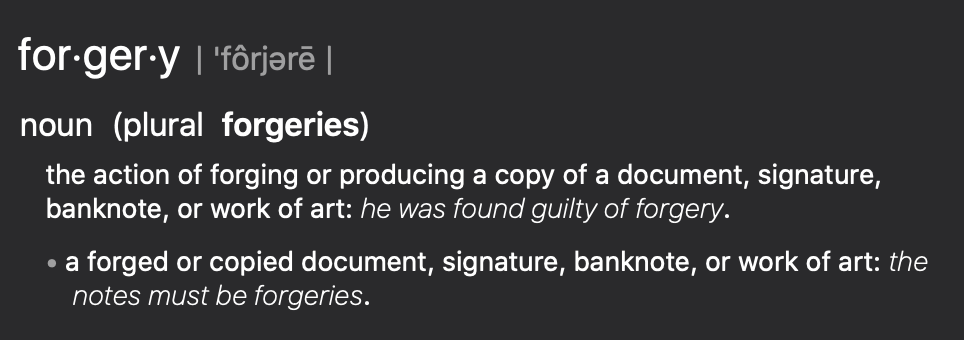 for·ger·y | ˈfôrjərē |
noun (plural forgeries)
the action of forging or producing a copy of a document, signature,
banknote, or work of art: he was found guilty of forgery.
• a forged or copied document, signature, banknote, or work of art: the
notes must be forgeries.